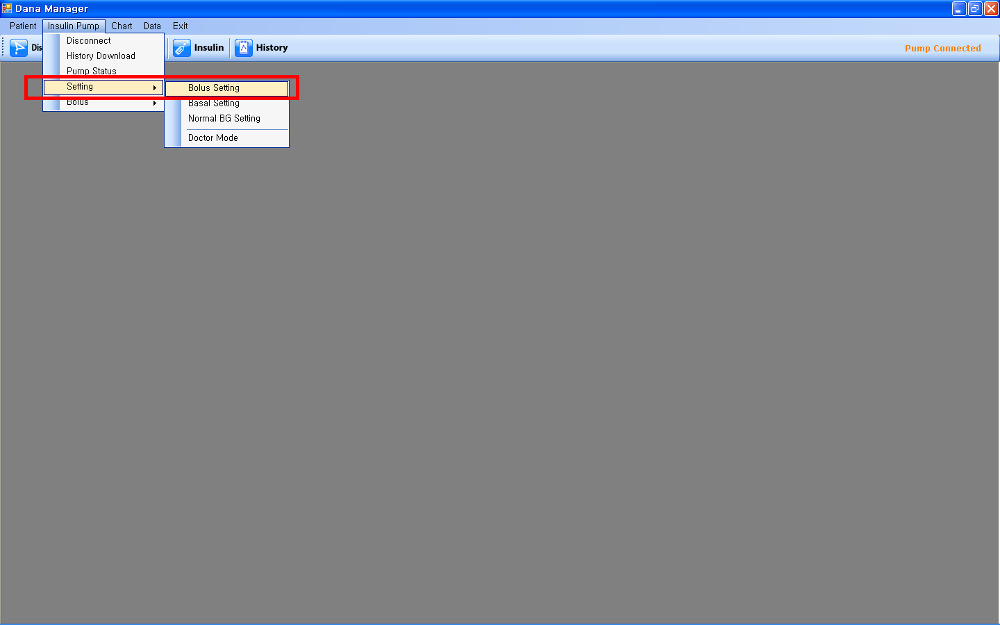 Dana Manager
Patient Insulin Pump Chart Data Exit
Insulin History Pump Connected
Disconnect
History Download
Pump Status
Setting
Bolus
Bolus Setting
Basal Setting
Normal BG Setting
Doctor Mode